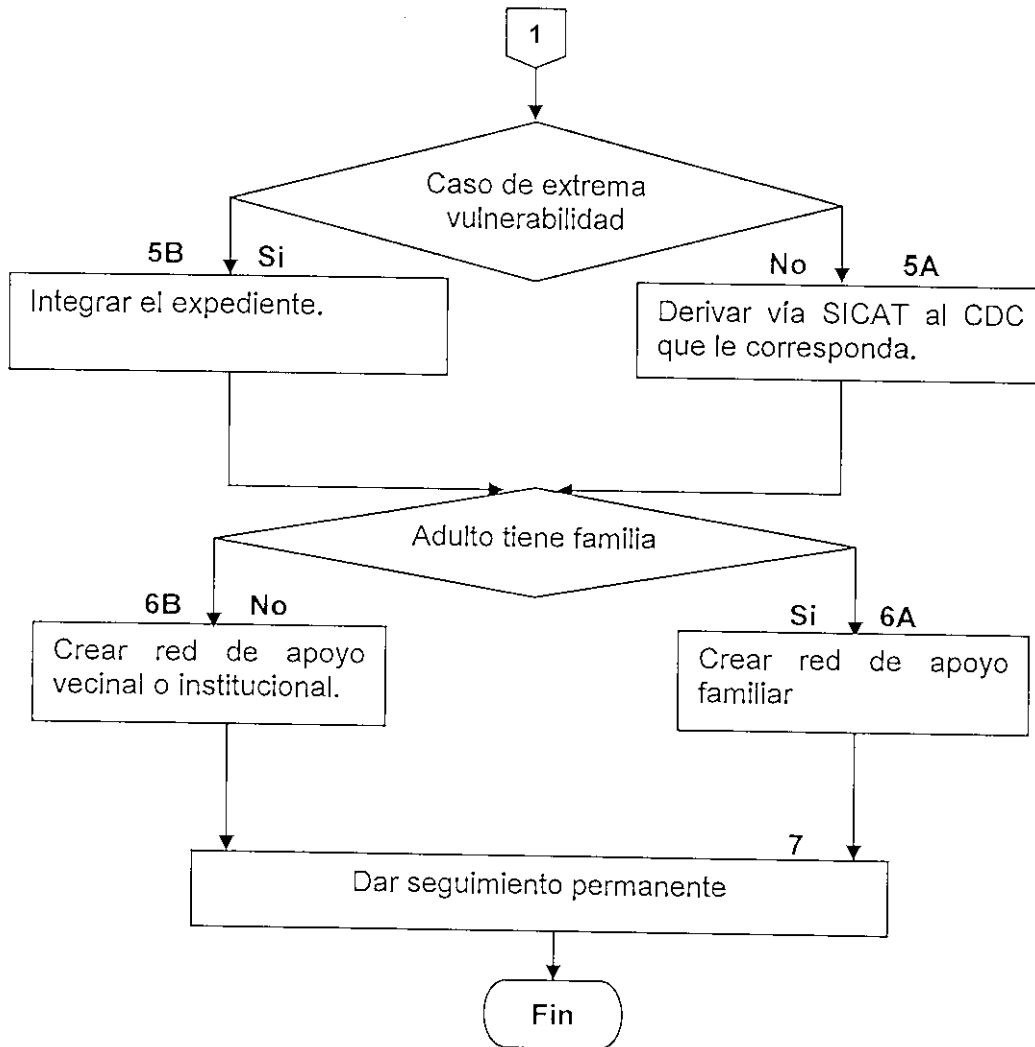 1
Caso de extrema
vulnerabilidad
5B Si
No 5A
Integrar el expediente.
Derivar vía SICAT al CDC
que le corresponda.
Adulto tiene familia
6B No
Si 6A
Crear red de apoyo
vecinal o institucional.
Crear red de apoyo
familiar
7
Dar seguimiento permanente
Fin